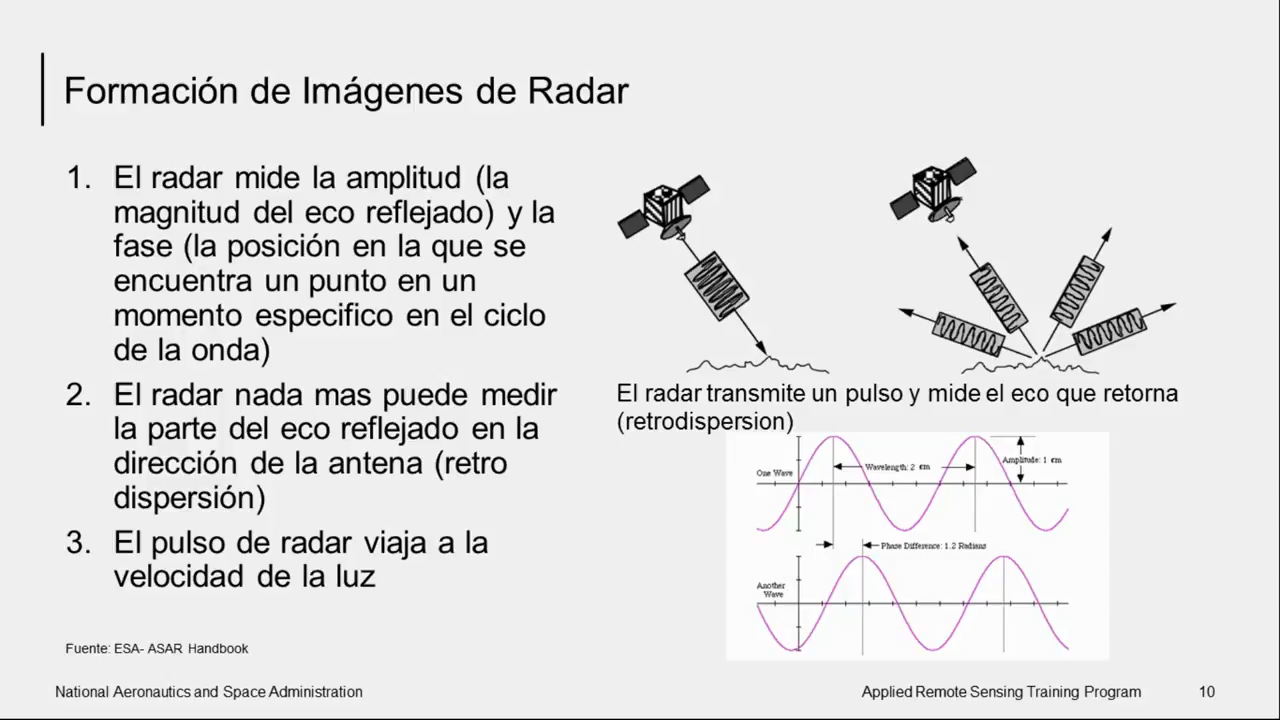 Formación de Imágenes de Radar
1. El radar mide la amplitud (la
magnitud del eco reflejado) y la
fase (la posición en la que se
encuentra un punto en un
momento especifico en el ciclo
de la onda)
2. El radar nada mas puede medir
la parte del eco reflejado en la
dirección de la antena (retro
dispersión)
3. El pulso de radar viaja a la
velocidad de la luz
El radar transmite un pulso y mide el eco que retorna
(retrodispersion)
One Wave
Wavelength: 2 cm
Amplitude: 1 cm
Phase Difference: 1.2 Radians
Another
Wave
Fuente: ESA- ASAR Handbook
National Aeronautics and Space Administration
Applied Remote Sensing Training Program
10